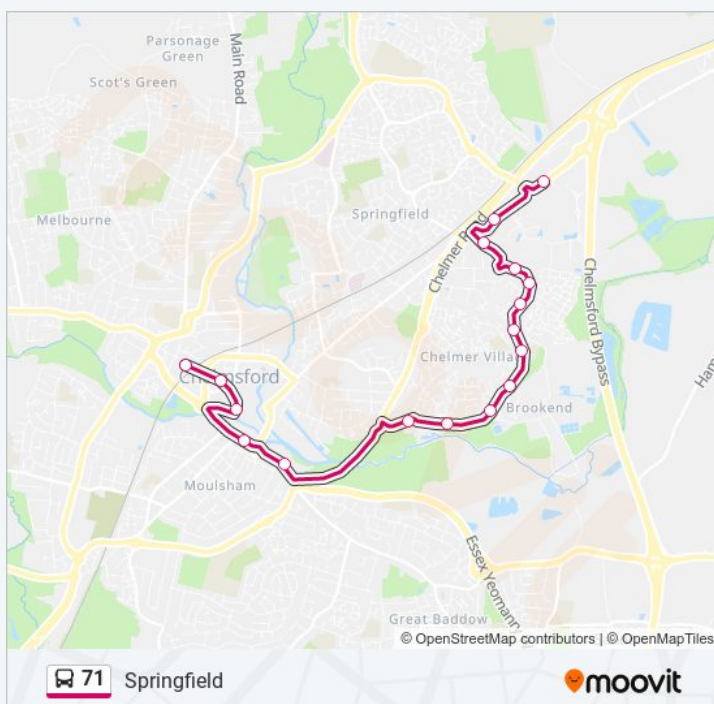 Parsonage
Green
Main Road
Scot's Green
Melbourne
Springfield
Chelmer Road
Chelmsford Bypass
Chelmer Village
Chelmsford
Brookend
Moulsham
Essex Yeoman
Great Baddow
© OpenStreetMap contributors | © OpenMapTiles
71 Springfield
moovit